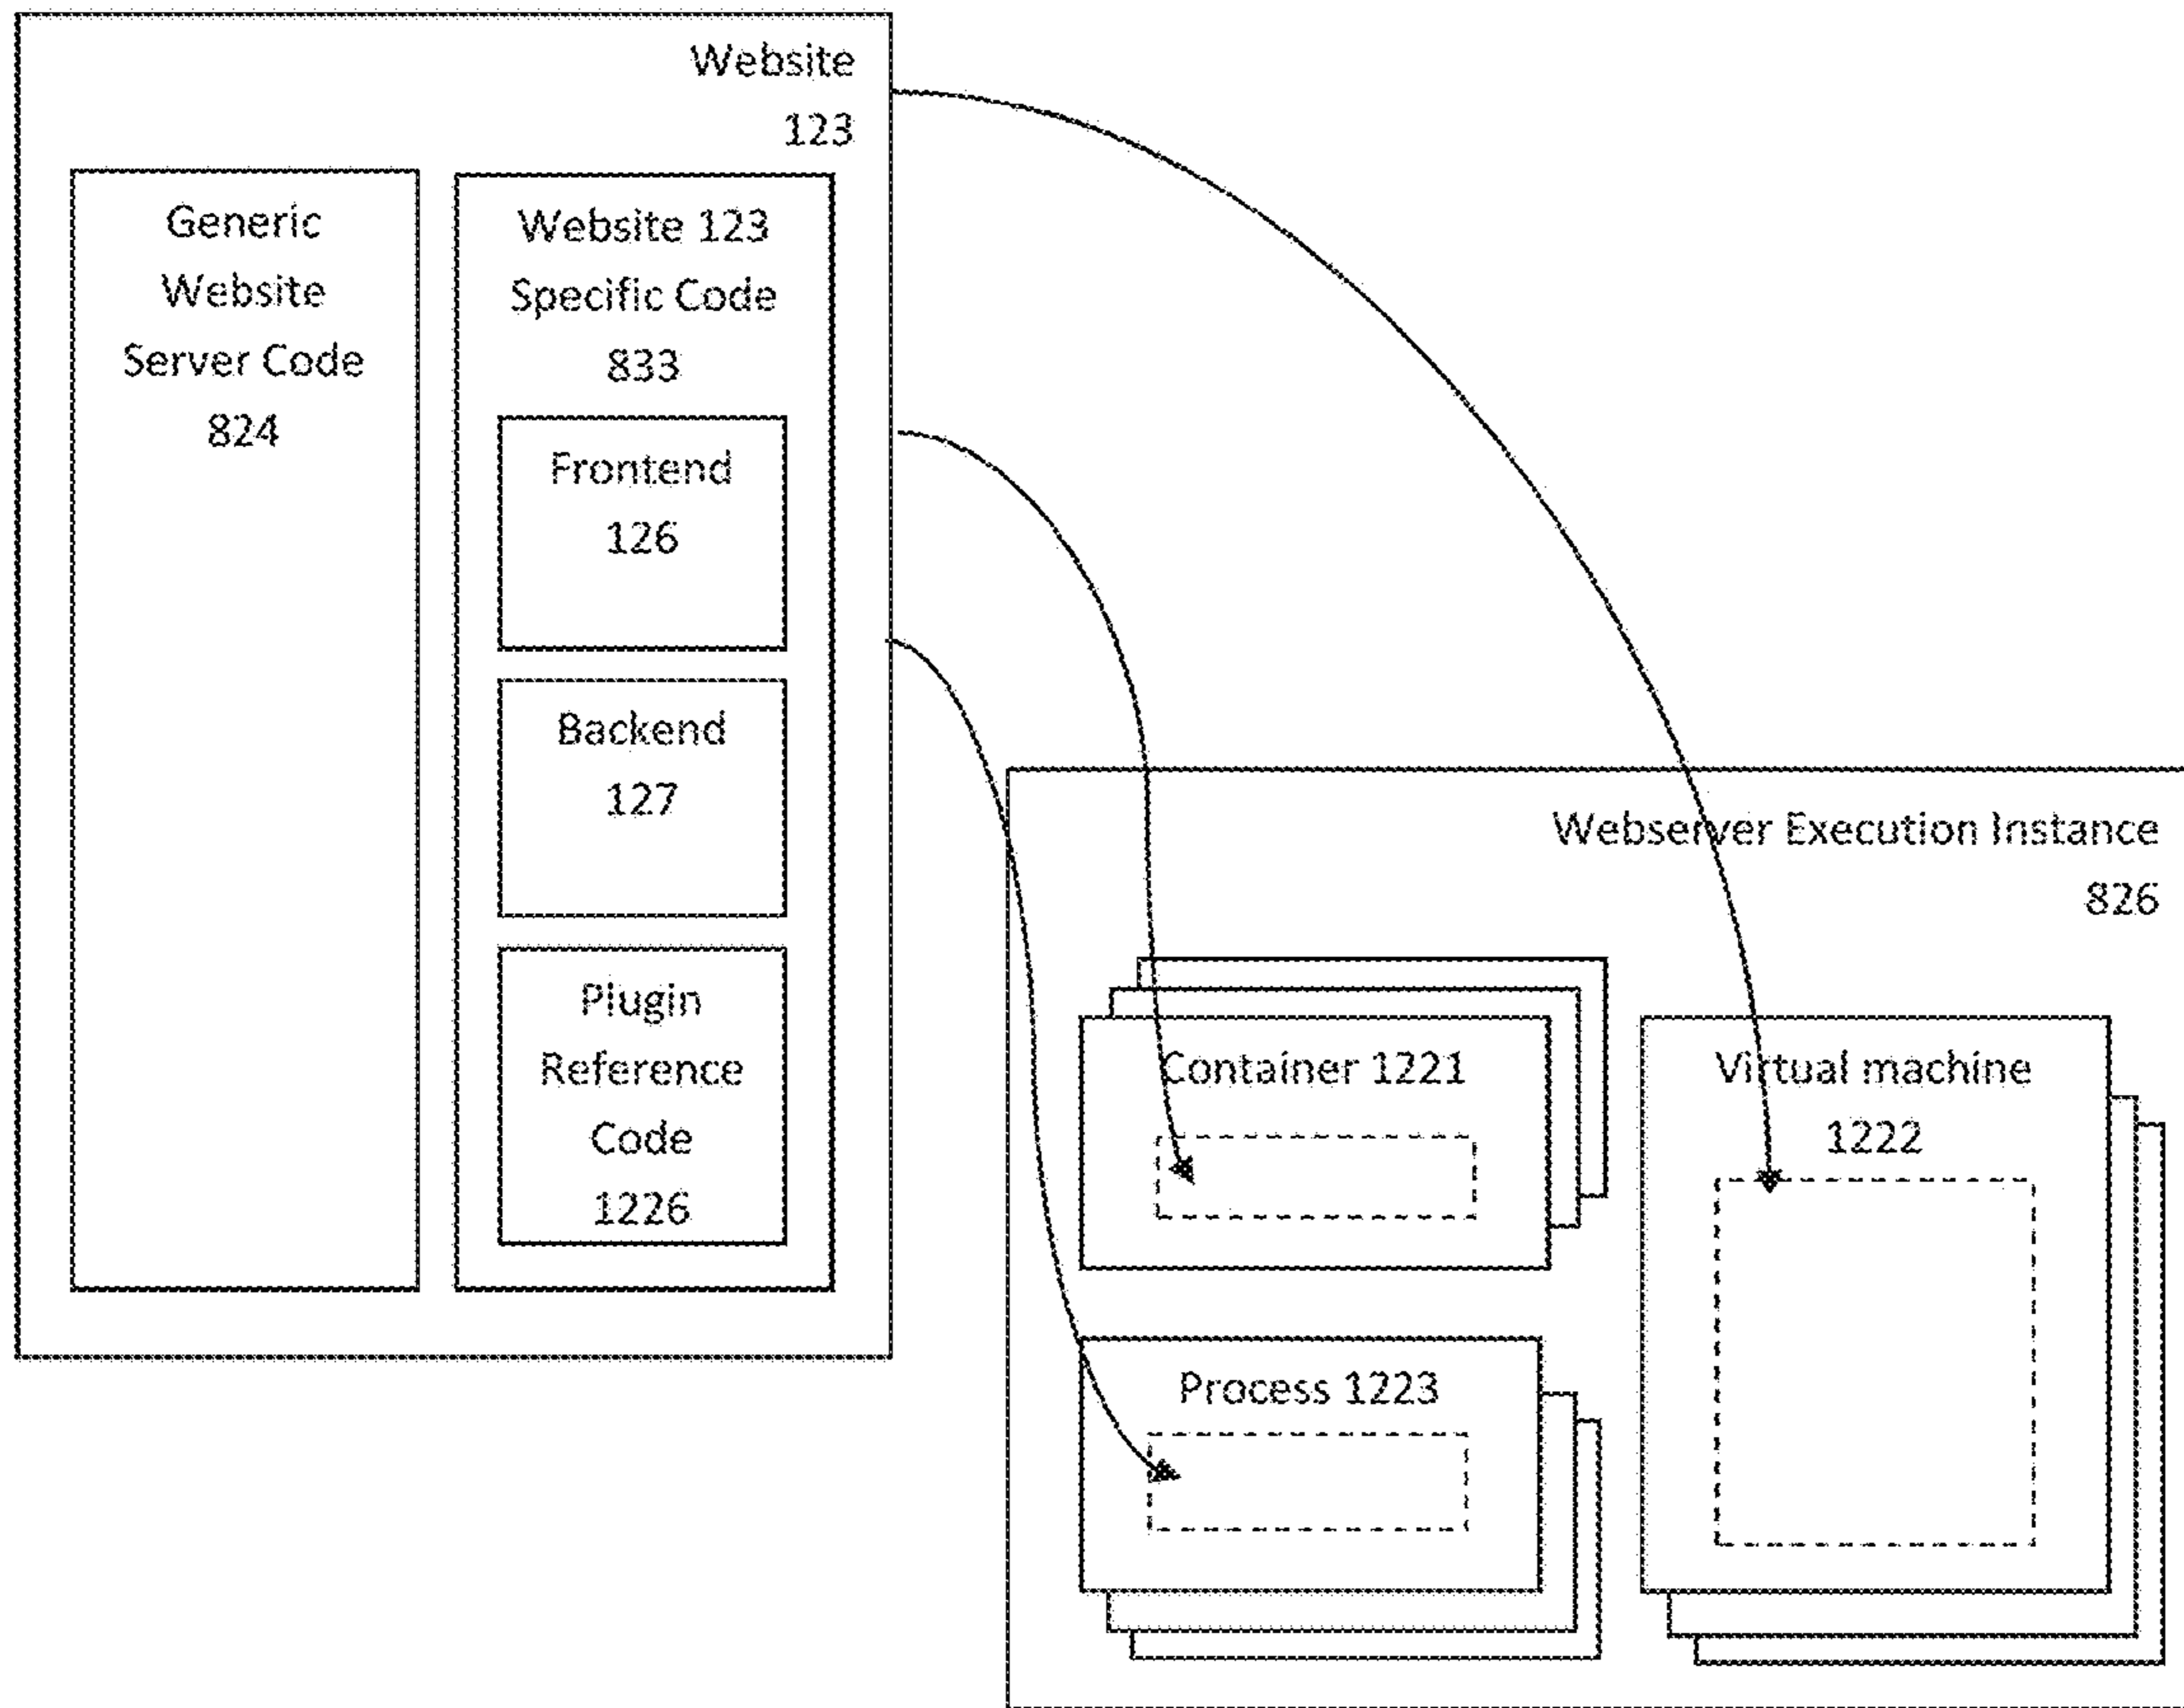 Website
123
Generic
Website
Server Code
824
Website 123
Specific Code
833
Frontend
126
Backend
127
Plugin
Reference
Code
1226
Webserver Execution Instance
826
Container 1221
Virtual machine
1222
Process 1223